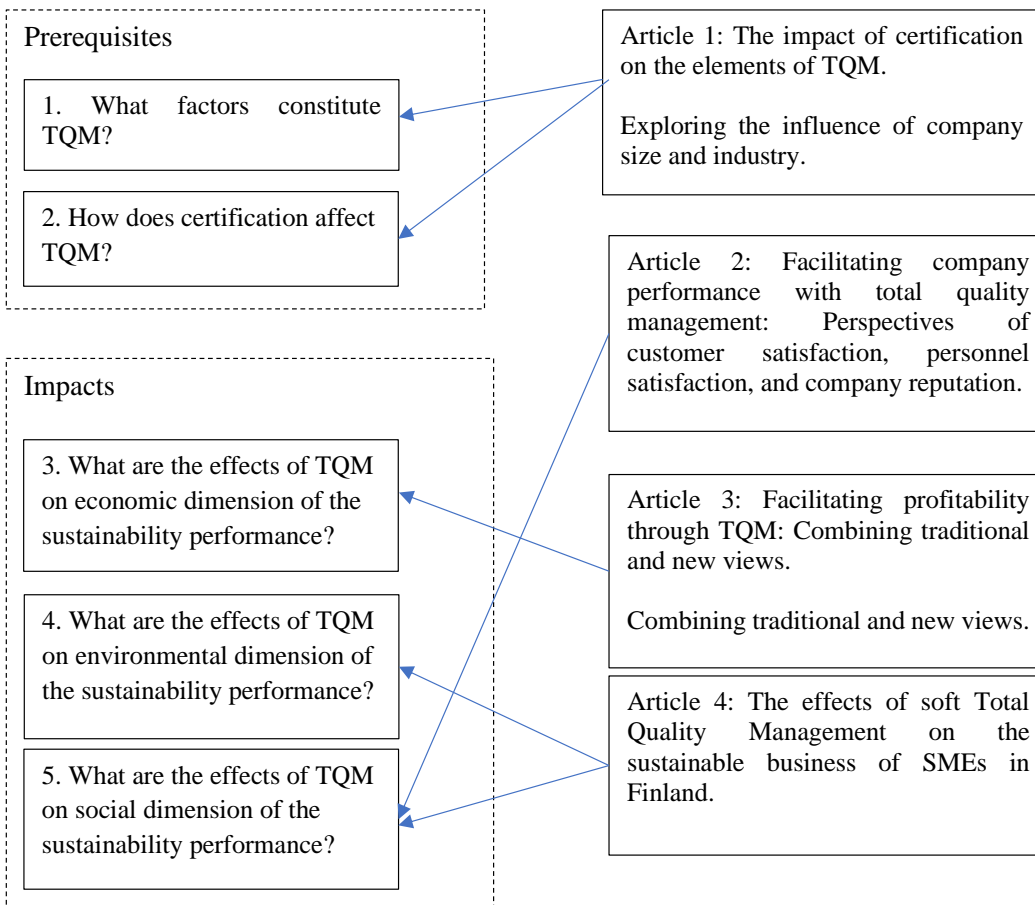 Prerequisites
1. What factors constitute
TQM?
2. How does certification affect
TQM?
Impacts
3. What are the effects of TQM
on economic dimension of the
sustainability performance?
4. What are the effects of TQM
on environmental dimension of
the sustainability performance?
5. What are the effects of TQM
on social dimension of the
sustainability performance?
Article 1: The impact of certification
on the elements of TQM.
Exploring the influence of company
size and industry.
Article 2: Facilitating company
performance with total quality
management: Perspectives of
customer satisfaction, personnel
satisfaction, and company reputation.
Article 3: Facilitating profitability
through TQM: Combining traditional
and new views.
Combining traditional and new views.
Article 4: The effects of soft Total
Quality Management on the
sustainable business of SMEs in
Finland.